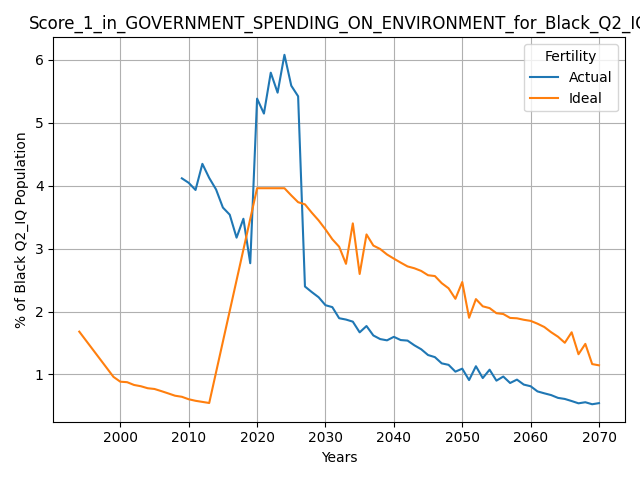 Score_1_in_GOVERNMENT_SPENDING_ON_ENVIRONMENT_for_Black_Q2_IQ
Fertility
Actual
Ideal
6
5
4
3
2
1
% of Black Q2_IQ Population
2000 2010 2020 2030 2040 2050 2060 2070
Years